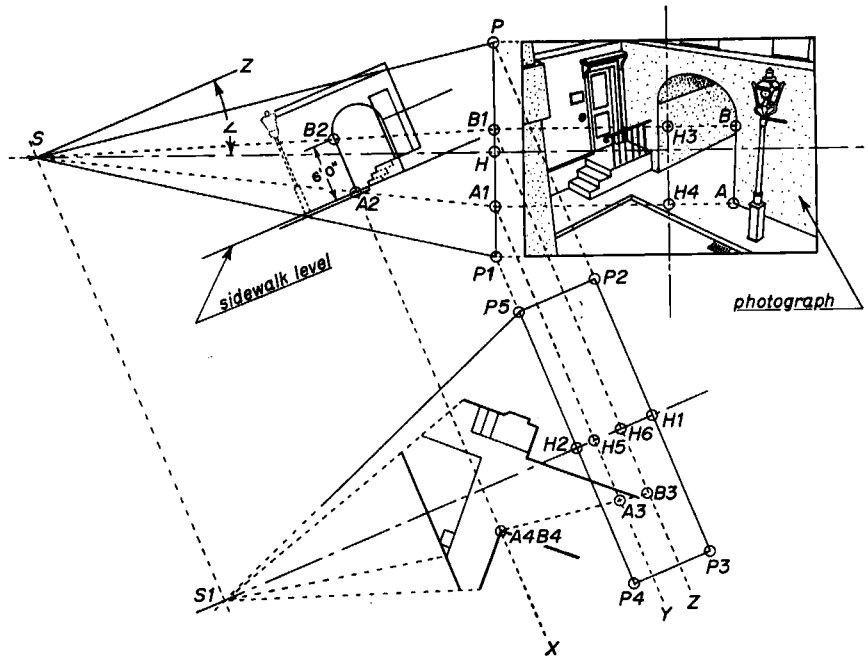 P
Z
S
∠
B2
6'0"
A2
B1
H
A1
P1
H3
B
H4
A
sidewalk level
photograph
P5
P2
H2
H5
H6
H1
A3
B3
A4B4
S1
P4
P3
X
Y
Z